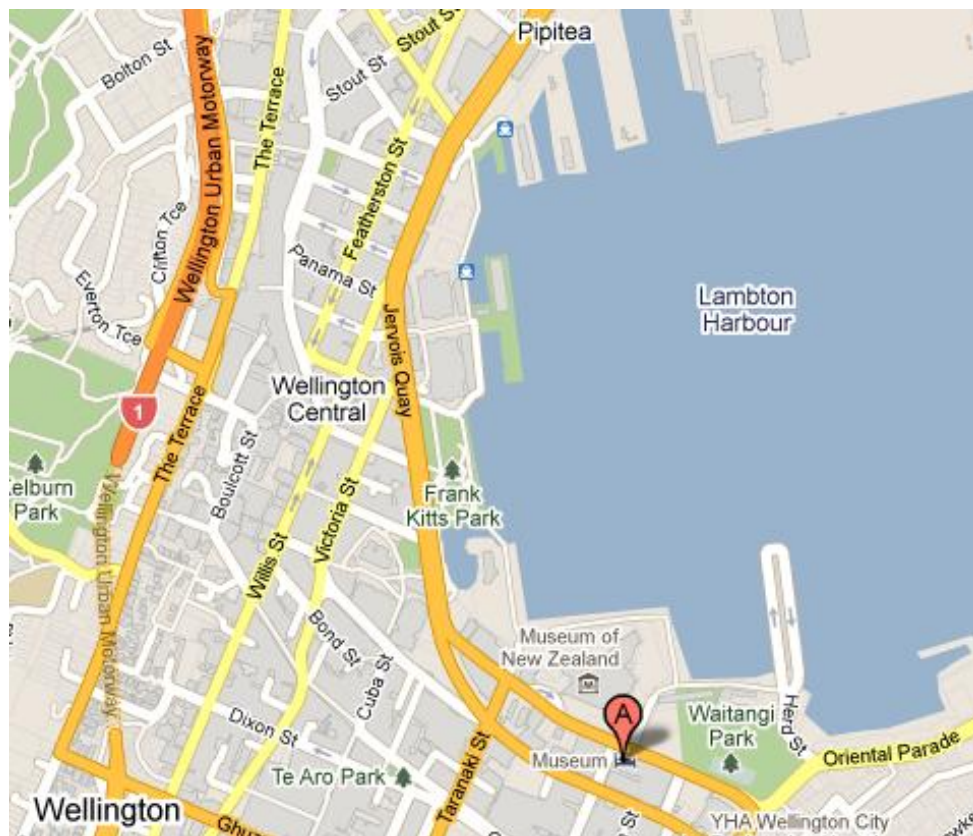 Stout St
Pipitea
Bolton St
Stout St
Wellington Urban Motorway
The Terrace
Featherston St
Clifton Tce
Everton Tce
Panama St
Lambton
Harbour
Jervois Quay
Wellington
Central
1
The Terrace
Boulcott St
Kelburn
Park
Frank
Kitts Park
Victoria St
Willis St
Wellington Urban Motorway
Bond St
Museum of
New Zealand
M
Cuba St
A
Waitangi
Park
Herd St
Dixon St
Oriental Parade
Museum
Te Aro Park
Taranaki St
Wellington
Ghuz
YHA Wellington City